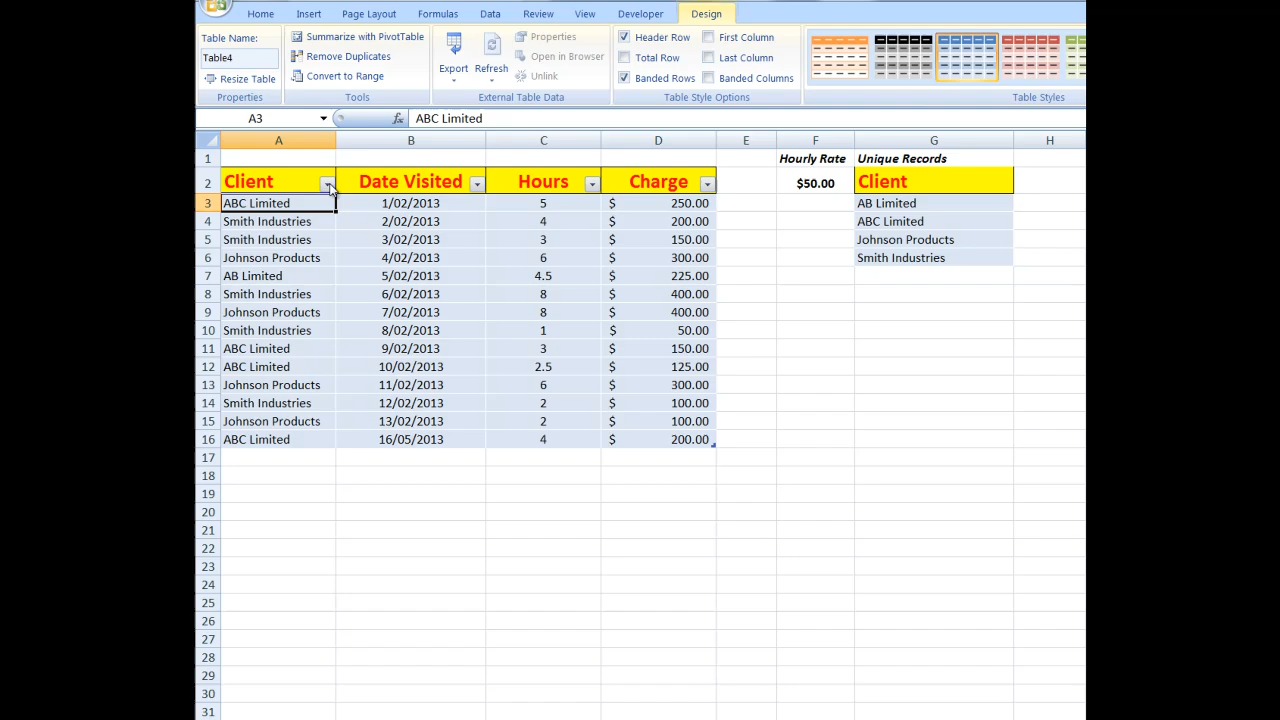 Home Insert Page Layout Formulas Data Review View Developer Design
Table Name:
Table4
Resize Table
Properties
Summarize with PivotTable
Remove Duplicates
Convert to Range
Tools
Export
Refresh
Properties
Open in Browser
Unlink
External Table Data
Header Row
Total Row
Banded Rows
First Column
Last Column
Banded Columns
Table Style Options
Table Styles
A3 fx ABC Limited
A B C D E F G H
1 Hourly Rate Unique Records
2 Client Date Visited Hours Charge $50.00 Client
3 ABC Limited 1/02/2013 5 $ 250.00 AB Limited
4 Smith Industries 2/02/2013 4 $ 200.00 ABC Limited
5 Smith Industries 3/02/2013 3 $ 150.00 Johnson Products
6 Johnson Products 4/02/2013 6 $ 300.00 Smith Industries
7 AB Limited 5/02/2013 4.5 $ 225.00
8 Smith Industries 6/02/2013 8 $ 400.00
9 Johnson Products 7/02/2013 8 $ 400.00
10 Smith Industries 8/02/2013 1 $ 50.00
11 ABC Limited 9/02/2013 3 $ 150.00
12 ABC Limited 10/02/2013 2.5 $ 125.00
13 Johnson Products 11/02/2013 6 $ 300.00
14 Smith Industries 12/02/2013 2 $ 100.00
15 Johnson Products 13/02/2013 2 $ 100.00
16 ABC Limited 16/05/2013 4 $ 200.00
17
18
19
20
21
22
23
24
25
26
27
28
29
30
31